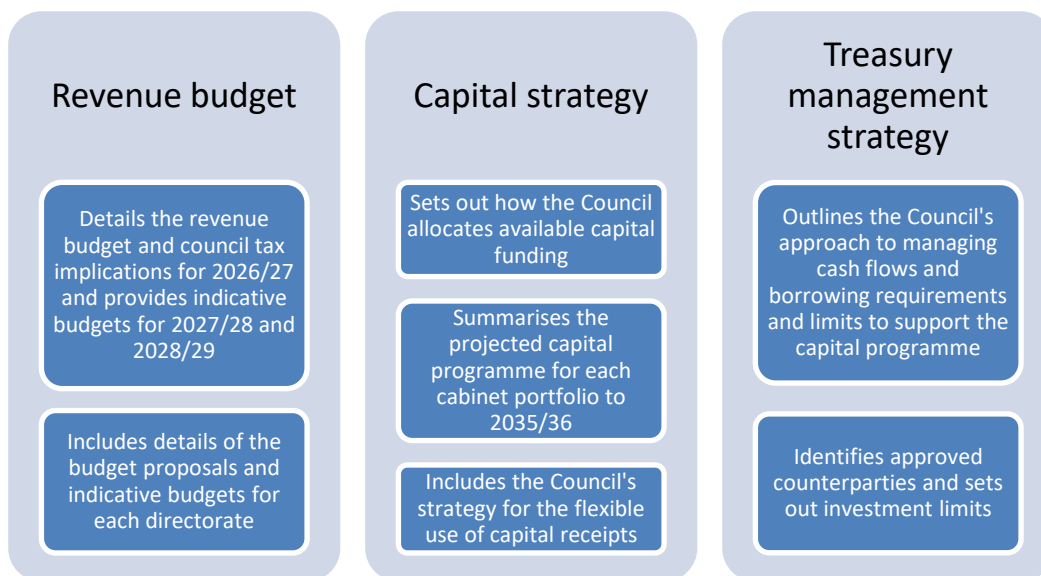 Revenue budget
Details the revenue
budget and council tax
implications for 2026/27
and provides indicative
budgets for 2027/28 and
2028/29
Includes details of the
budget proposals and
indicative budgets for
each directorate
Capital strategy
Sets out how the Council
allocates available capital
funding
Summarises the
projected capital
programme for each
cabinet portfolio to
2035/36
Includes the Council's
strategy for the flexible
use of capital receipts
Treasury
management
strategy
Outlines the Council's
approach to managing
cash flows and
borrowing requirements
and limits to support the
capital programme
Identifies approved
counterparties and sets
out investment limits